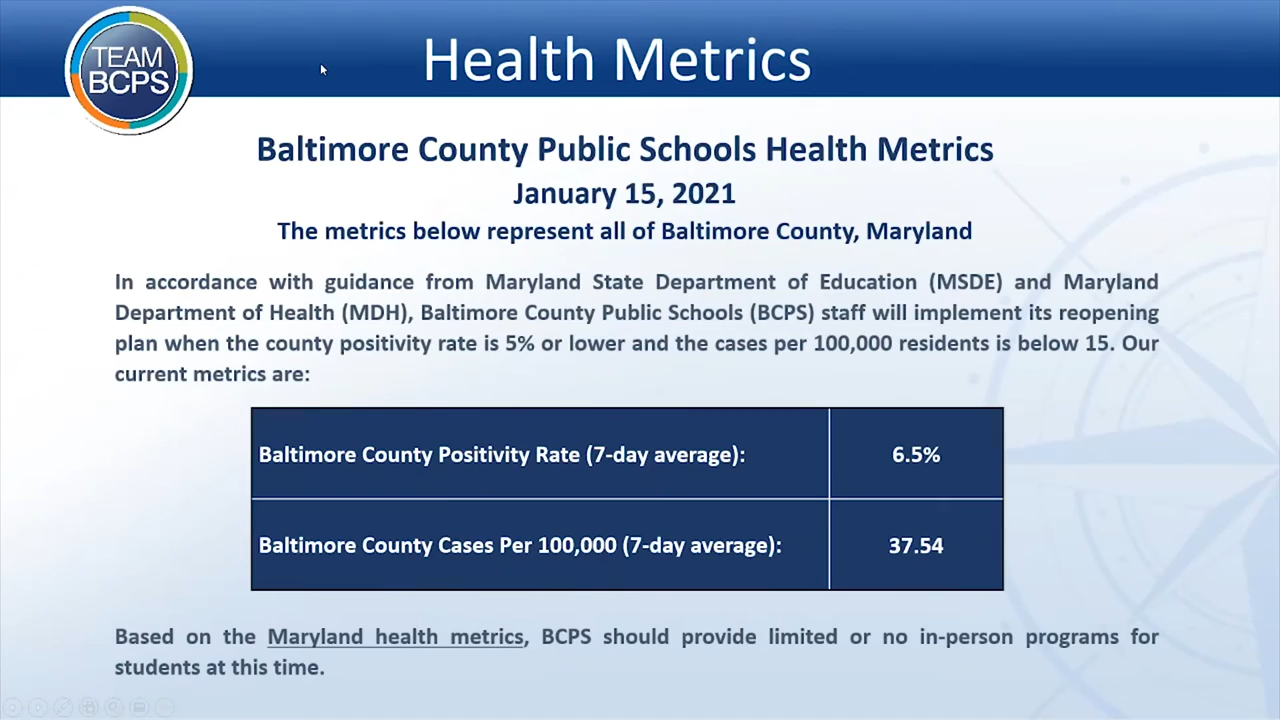 TEAM
BCPS
Health Metrics
Baltimore County Public Schools Health Metrics
January 15, 2021
The metrics below represent all of Baltimore County, Maryland
In accordance with guidance from Maryland State Department of Education (MSDE) and Maryland
Department of Health (MDH), Baltimore County Public Schools (BCPS) staff will implement its reopening
plan when the county positivity rate is 5% or lower and the cases per 100,000 residents is below 15. Our
current metrics are:
Baltimore County Positivity Rate (7-day average): 6.5%
Baltimore County Cases Per 100,000 (7-day average): 37.54
Based on the Maryland health metrics, BCPS should provide limited or no in-person programs for
students at this time.